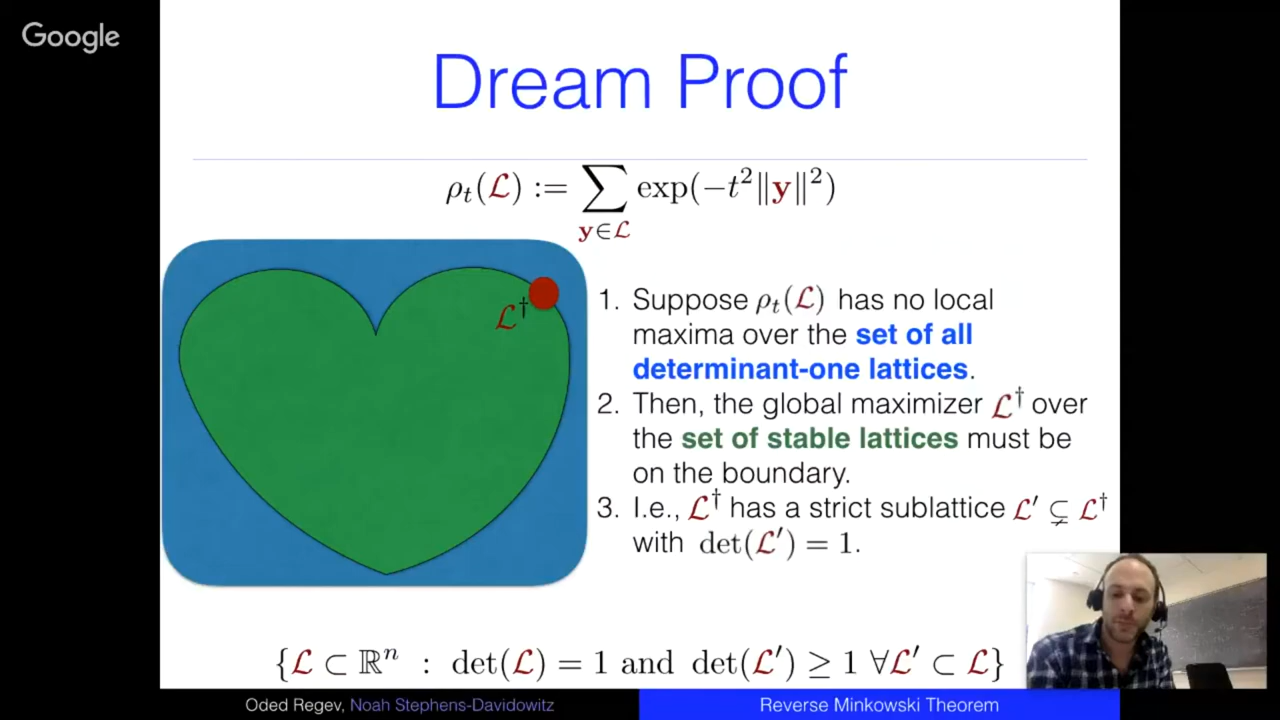 Google
Dream Proof
ρ_t(ℒ) := ∑_{y∈ℒ} exp(−t²‖y‖²)
ℒ†
1. Suppose ρ_t(ℒ) has no local
maxima over the set of all
determinant-one lattices.
2. Then, the global maximizer ℒ† over
the set of stable lattices must be
on the boundary.
3. I.e., ℒ† has a strict sublattice ℒ′ ⊊ ℒ†
with det(ℒ′) = 1.
{ℒ ⊂ ℝⁿ : det(ℒ) = 1 and det(ℒ′) ≥ 1 ∀ℒ′ ⊂ ℒ}
Oded Regev, Noah Stephens-Davidowitz
Reverse Minkowski Theorem